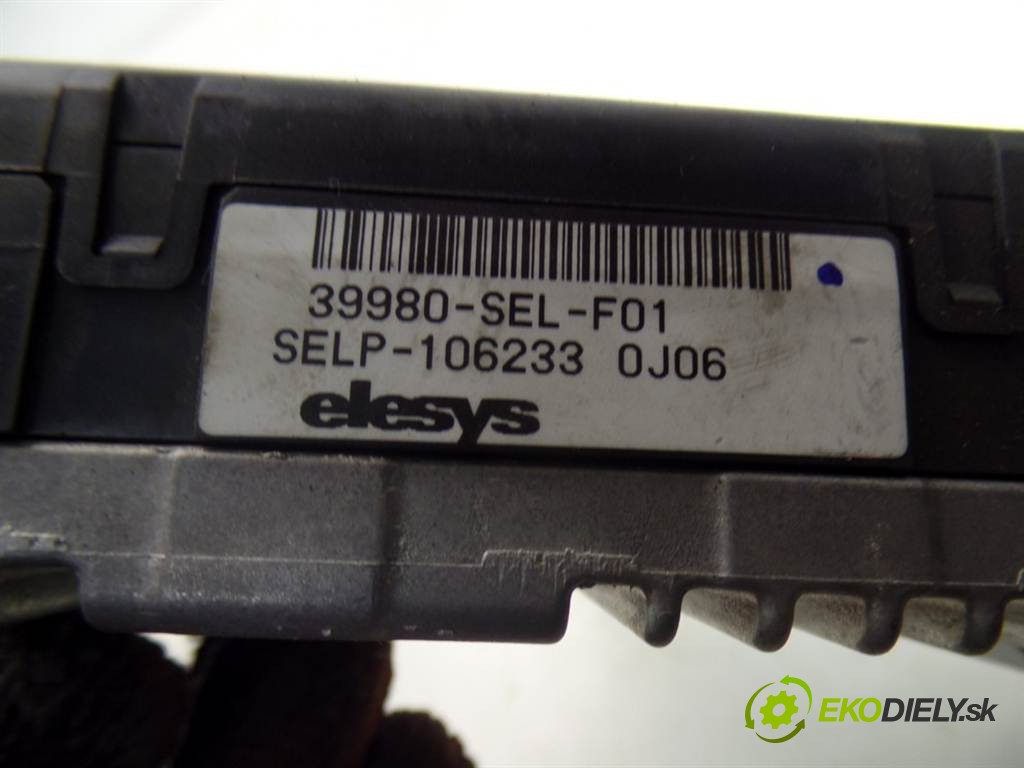 39980-SEL-F01
SELP-106233 0J06
elesys
EKODIELY.sk